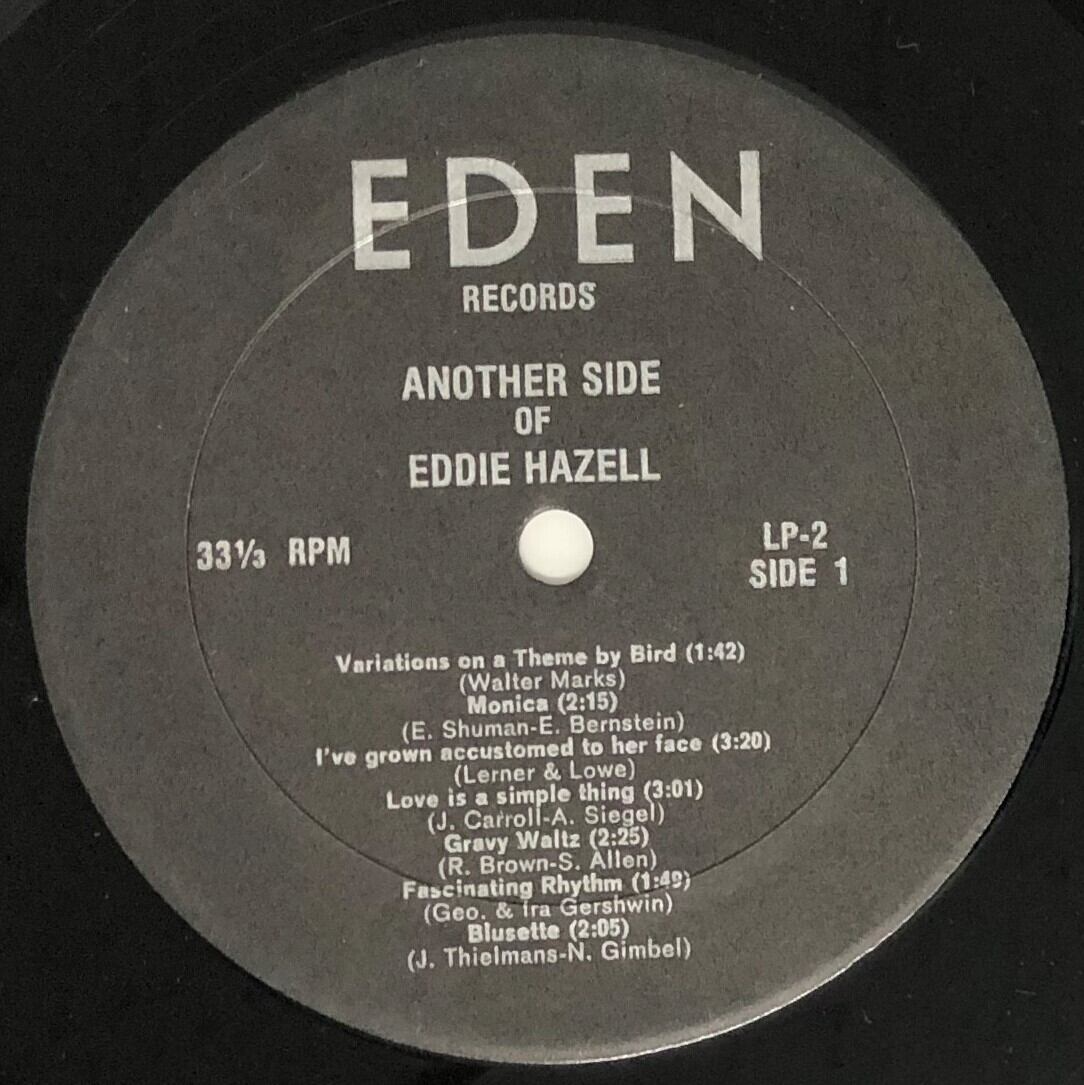 EDEN
RECORDS
ANOTHER SIDE
OF
EDDIE HAZELL
33⅓ RPM
LP-2
SIDE 1
Variations on a Theme by Bird (1:42)
(Walter Marks)
Monica (2:15)
(E. Shuman-E. Bernstein)
I've grown accustomed to her face (3:20)
(Lerner & Lowe)
Love is a simple thing (3:01)
(J. Carroll-A. Siegel)
Gravy Waltz (2:25)
(R. Brown-S. Allen)
Fascinating Rhythm (1:49)
(Geo. & Ira Gershwin)
Blusette (2:05)
(J. Thielmans-N. Gimbel)